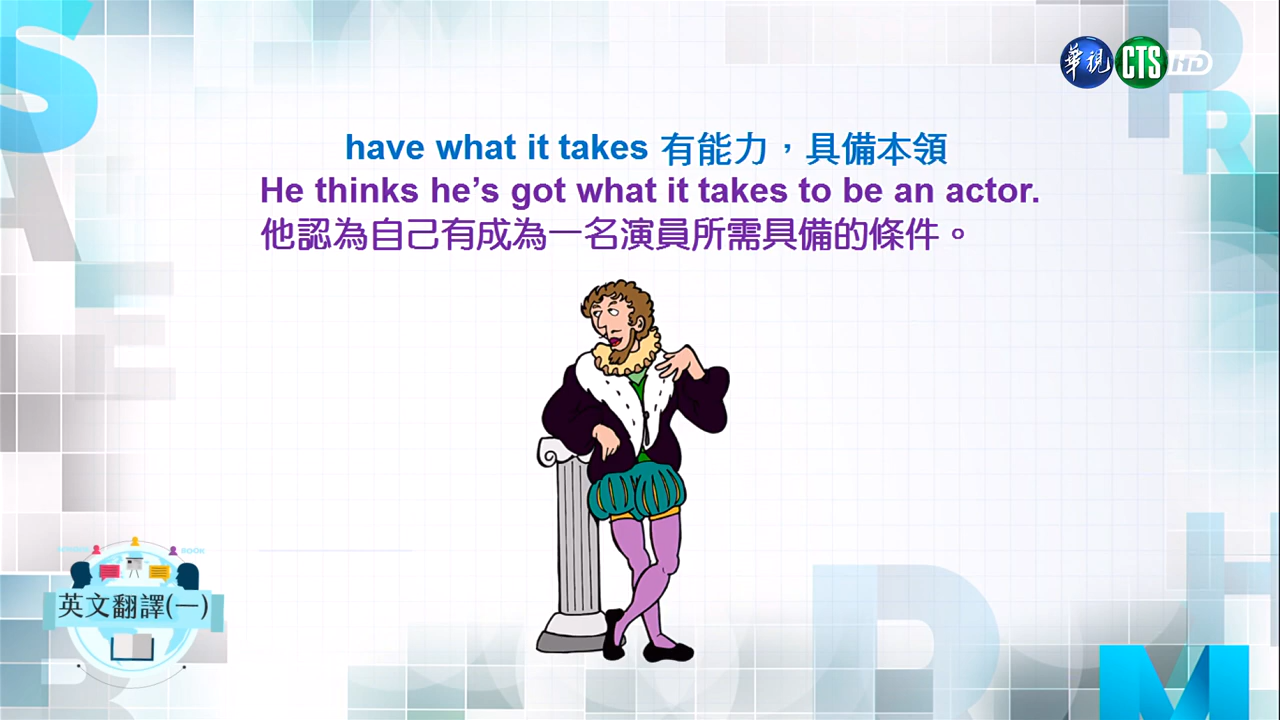 華視 CTS HD
have what it takes 有能力，具備本領
He thinks he's got what it takes to be an actor.
他認為自己有成為一名演員所需具備的條件。
BOOK
英文翻譯(一)